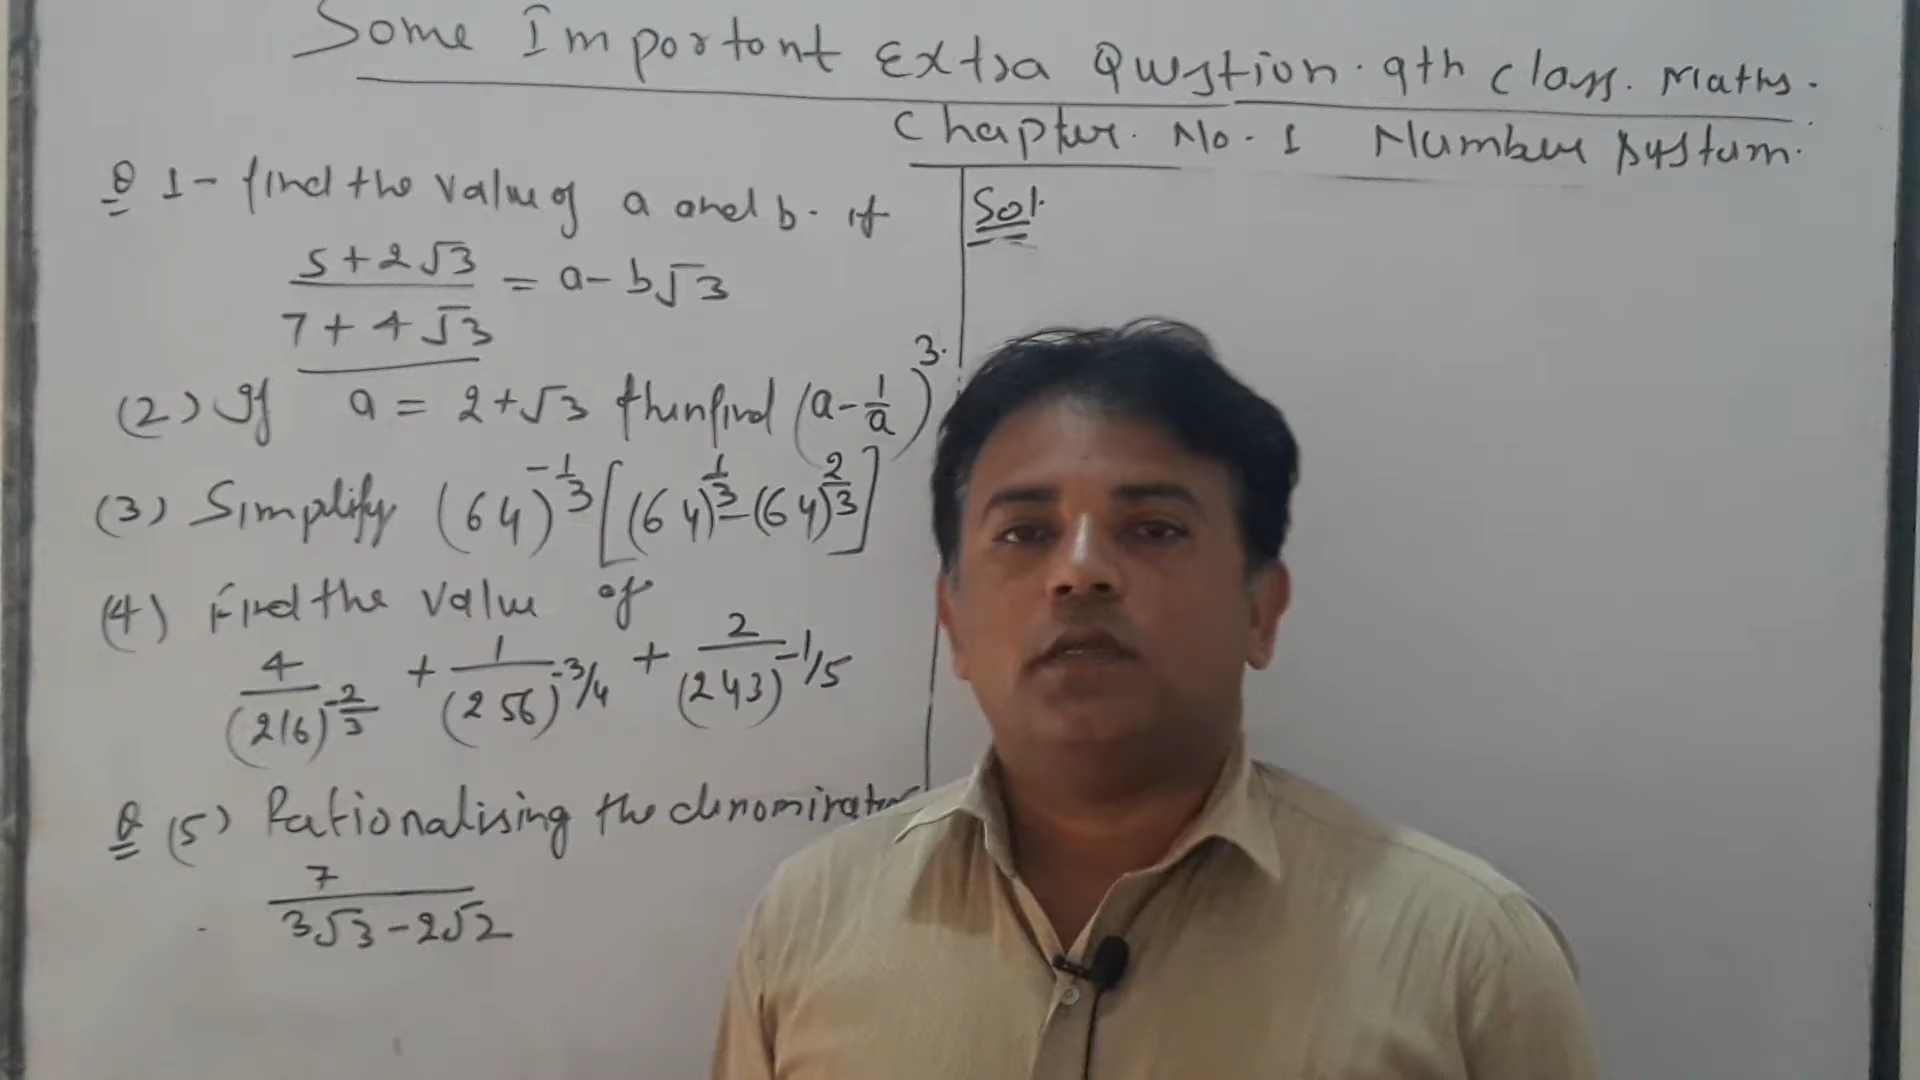 Some Important Extra Question. 9th class. Maths.
Chapter. No. 1 Number System.
Q 1- find the value of a and b. if
5+2√3
—— = a-b√3
7+4√3
(2) If a = 2+√3 then find (a-1/a)^3.
(3) Simplify (64)^-1/3 [(64)^1/3-(64)^2/3]
(4) Find the value of
4/(216)^-2/3 + 1/(256)^-3/4 + 2/(243)^-1/5
Q (5) Rationalising the denominator
7
——
3√3-2√2
Sol.